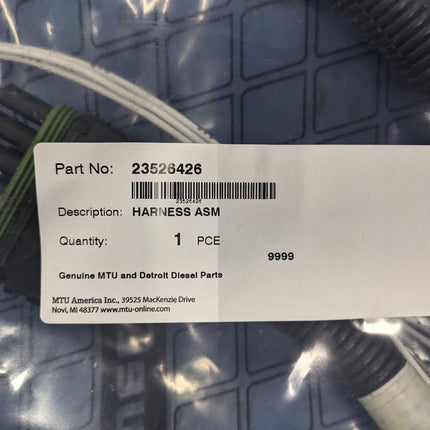 Part No: 23526426
23526426
Description: HARNESS ASM
Quantity: 1 PCE
9999
Genuine MTU and Detroit Diesel Parts
MTU America Inc., 39525 MacKenzie Drive
Novi, MI 48377 www.mtu-online.com